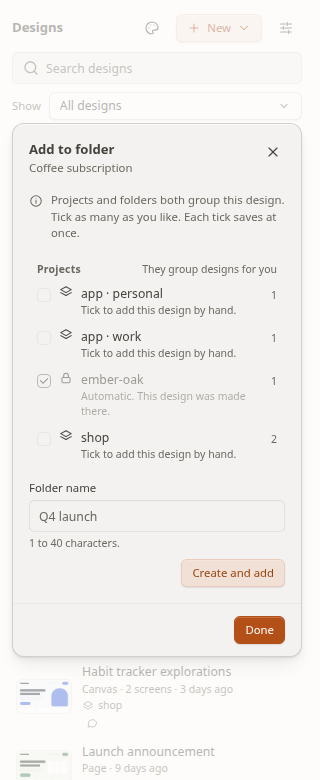 Designs
New
Search designs
Show
All designs
Add to folder
Coffee subscription
Projects and folders both group this design.
Tick as many as you like. Each tick saves at
once.
Projects
They group designs for you
app · personal
1
Tick to add this design by hand.
app · work
1
Tick to add this design by hand.
ember-oak
1
Automatic. This design was made
there.
shop
2
Tick to add this design by hand.
Folder name
Q4 launch
1 to 40 characters.
Create and add
Done
Habit tracker explorations
Canvas · 2 screens · 3 days ago
shop
Launch announcement
Page · 9 days ago